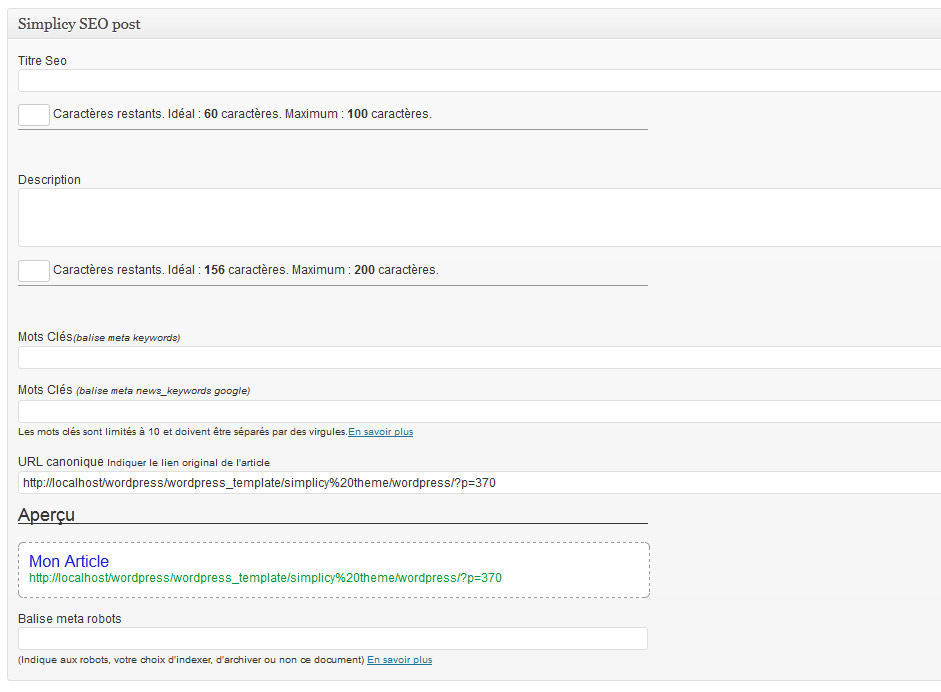 Simplicy SEO post
Titre Seo
Caractères restants. Idéal : 60 caractères. Maximum : 100 caractères.
Description
Caractères restants. Idéal : 156 caractères. Maximum : 200 caractères.
Mots Clés(balise meta keywords)
Mots Clés (balise meta news_keywords google)
Les mots clés sont limités à 10 et doivent être séparés par des virgules.En savoir plus
URL canonique Indiquer le lien original de l'article
http://localhost/wordpress/wordpress_template/simplicy%20theme/wordpress/?p=370
Aperçu
Mon Article
http://localhost/wordpress/wordpress_template/simplicy%20theme/wordpress/?p=370
Balise meta robots
(Indique aux robots, votre choix d'indexer, d'archiver ou non ce document) En savoir plus